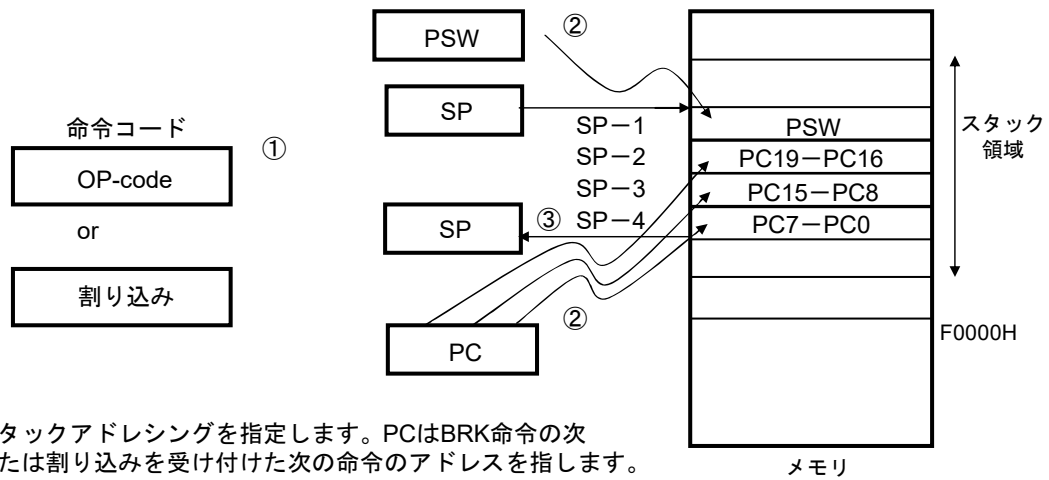 ②
PSW
SP
命令コード
①
OP-code
or
割り込み
SP－1
SP－2
SP－3
SP－4
③
SP
②
PC
PSW
PC19－PC16
PC15－PC8
PC7－PC0
スタック
領域
F0000H
メモリ
タックアドレシングを指定します。PCはBRK命令の次
たは割り込みを受け付けた次の命令のアドレスを指します。